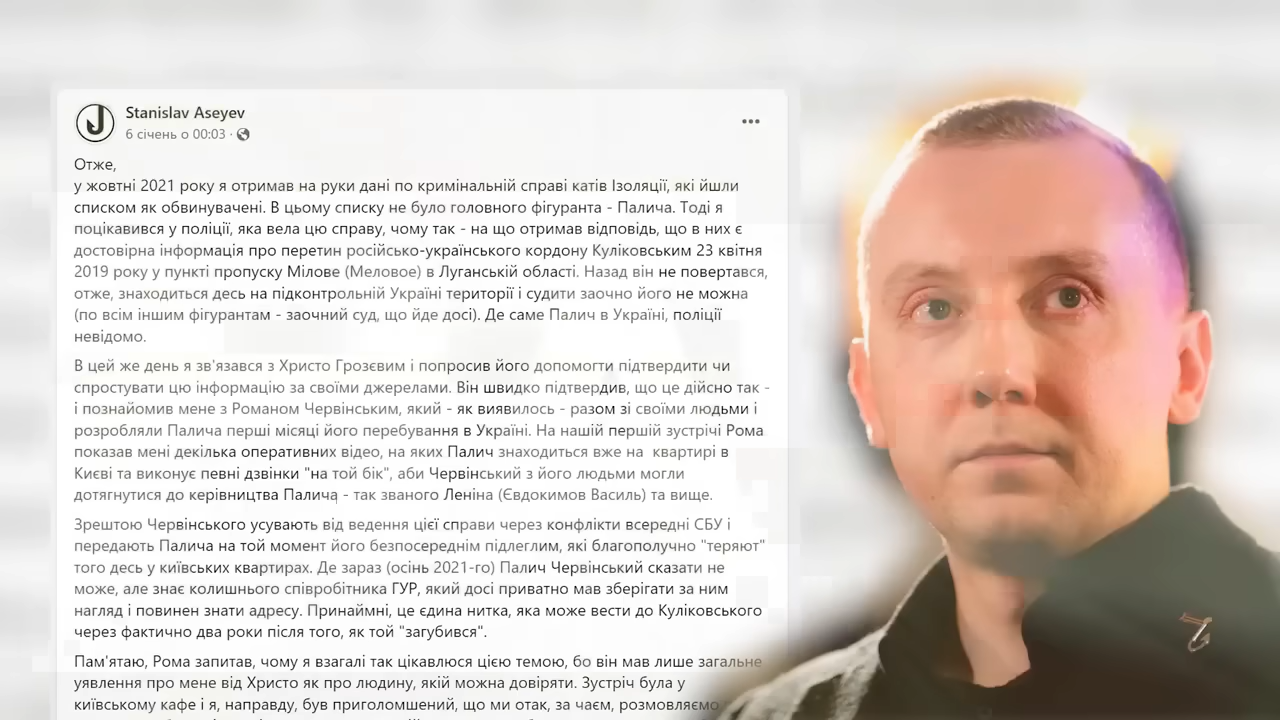 Stanislav Aseyev
6 січень о 00:03
Отже,
у жовтні 2021 року я отримав на руки дані по кримінальній справі катів Ізоляції, які йшли
списком як обвинувачені. В цьому списку не було головного фігуранта - Палича. Тоді я
поцікавився у поліції, яка вела цю справу, чому так - на що отримав відповідь, що в них є
достовірна інформація про перетин російсько-українського кордону Куліковським 23 квітня
2019 року у пункті пропуску Мілове (Меловое) в Луганській області. Назад він не повертався,
отже, знаходиться десь на підконтрольній Україні території і судити заочно його не можна
(по всім іншим фігурантам - заочний суд, що йде досі). Де саме Палич в Україні, поліції
невідомо.
В цей же день я зв'язався з Христо Грозєвим і попросив його допомогти підтвердити чи
спростувати цю інформацію за своїми джерелами. Він швидко підтвердив, що це дійсно так -
і познайомив мене з Романом Червінським, який - як виявилось - разом зі своїми людьми і
розробляли Палича перші місяці його перебування в Україні. На нашій першій зустрічі Рома
показав мені декілька оперативних відео, на яких Палич знаходиться вже на квартирі в
Києві та виконує певні дзвінки "на той бік", аби Червінський з його людьми могли
дотягнутися до керівництва Палича - так званого Леніна (Євдокимов Василь) та вище.
Зрештою Червінського усувають від ведення цієї справи через конфлікти всередні СБУ і
передають Палича на той момент його безпосереднім підлеглим, які благополучно "теряют"
того десь у київських квартирах. Де зараз (осінь 2021-го) Палич Червінський сказати не
може, але знає колишнього співробітника ГУР, який досі приватно мав зберігати за ним
нагляд і повинен знати адресу. Принаймні, це єдина нитка, яка може вести до Куліковського
через фактично два роки після того, як той "загубився".
Пам'ятаю, Рома запитав, чому я взагалі так цікавлюся цією темою, бо він мав лише загальне
уявлення про мене від Христо як про людину, якій можна довіряти. Зустріч була у
київському кафе і я, направду, був приголомшений, що ми отак, за чаєм, розмовляємо